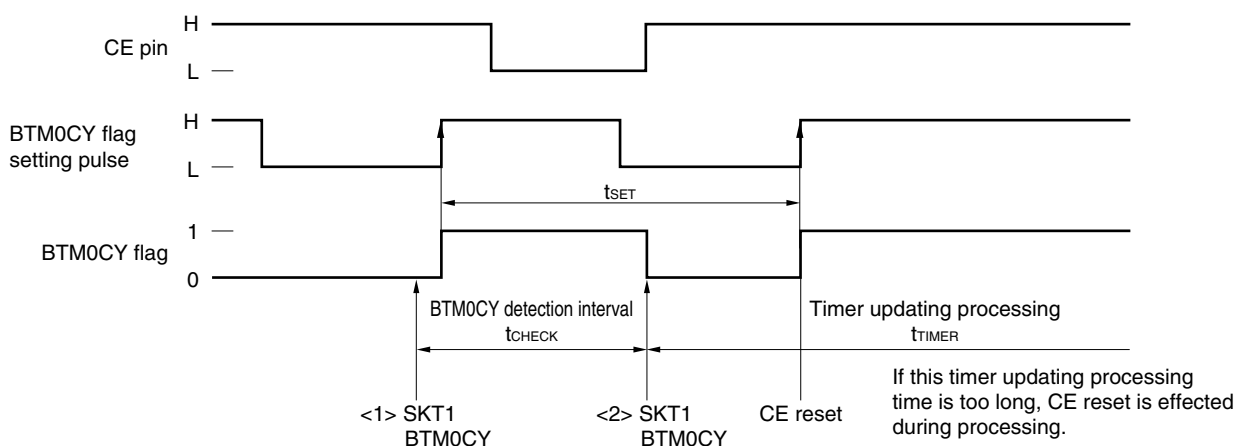 H
CE pin
L
H
BTM0CY flag
setting pulse
L
tSET
1
BTM0CY flag
0
BTM0CY detection interval
tCHECK
Timer updating processing
tTIMER
<1> SKT1
BTM0CY
<2> SKT1
BTM0CY
CE reset
If this timer updating processing
time is too long, CE reset is effected
during processing.